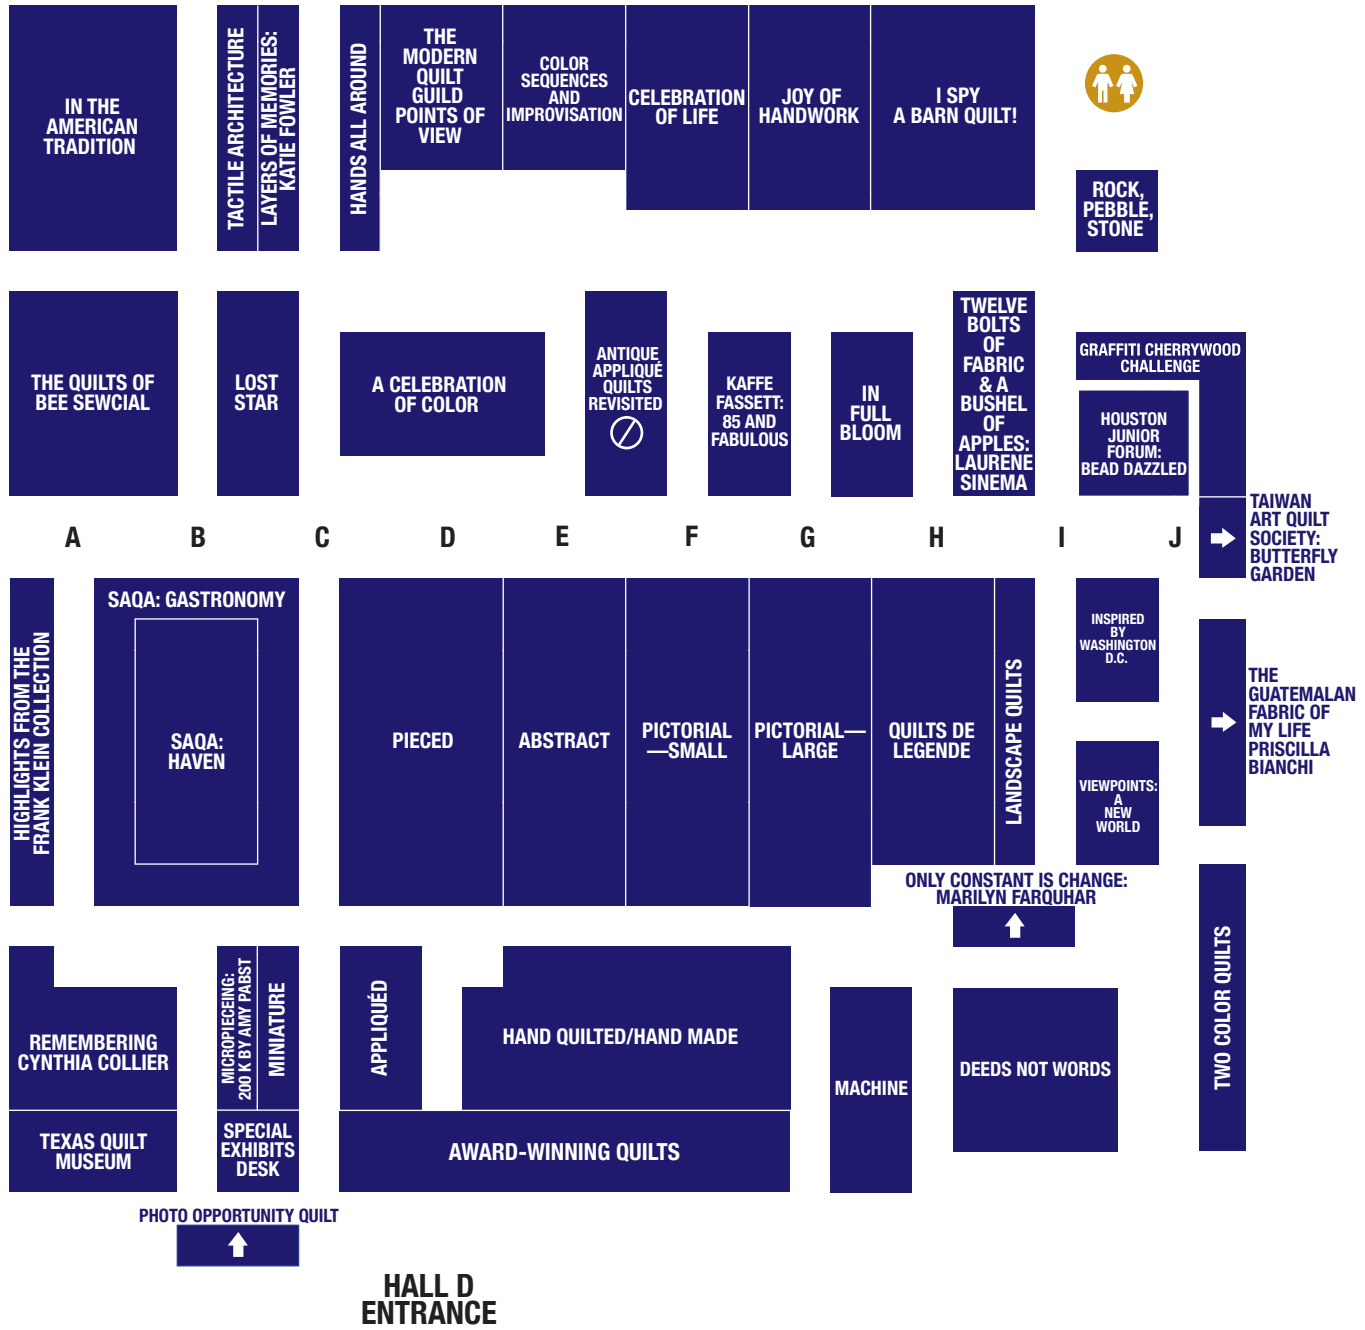 IN THE
AMERICAN
TRADITION
TACTILE ARCHITECTURE
LAYERS OF MEMORIES:
KATIE FOWLER
HANDS ALL AROUND
THE
MODERN
QUILT
GUILD
POINTS OF
VIEW
COLOR
SEQUENCES
AND
IMPROVISATION
CELEBRATION
OF LIFE
JOY OF
HANDWORK
I SPY
A BARN QUILT!
ROCK,
PEBBLE,
STONE
THE QUILTS OF
BEE SEWCIAL
LOST
STAR
A CELEBRATION
OF COLOR
ANTIQUE
APPLIQUÉ
QUILTS
REVISITED
KAFFE
FASSETT:
85 AND
FABULOUS
IN
FULL
BLOOM
TWELVE
BOLTS
OF
FABRIC
& A
BUSHEL
OF
APPLES:
LAURENE
SINEMA
GRAFFITI CHERRYWOOD
CHALLENGE
HOUSTON
JUNIOR
FORUM:
BEAD DAZZLED
TAIWAN
ART QUILT
SOCIETY:
BUTTERFLY
GARDEN
A B C D E F G H I J
HIGHLIGHTS FROM THE
FRANK KLEIN COLLECTION
SAQA: GASTRONOMY
SAQA:
HAVEN
PIECED
ABSTRACT
PICTORIAL
—SMALL
PICTORIAL—
LARGE
QUILTS DE
LEGENDE
LANDSCAPE QUILTS
INSPIRED
BY
WASHINGTON
D.C.
VIEWPOINTS:
A
NEW
WORLD
THE
GUATEMALAN
FABRIC OF
MY LIFE
PRISCILLA
BIANCHI
ONLY CONSTANT IS CHANGE:
MARILYN FARQUHAR
REMEMBERING
CYNTHIA COLLIER
MICROPIECEING:
200 K BY AMY PABST
MINIATURE
APPLIQUÉD
HAND QUILTED/HAND MADE
MACHINE
DEEDS NOT WORDS
TWO COLOR QUILTS
TEXAS QUILT
MUSEUM
SPECIAL
EXHIBITS
DESK
AWARD-WINNING QUILTS
PHOTO OPPORTUNITY QUILT
HALL D
ENTRANCE